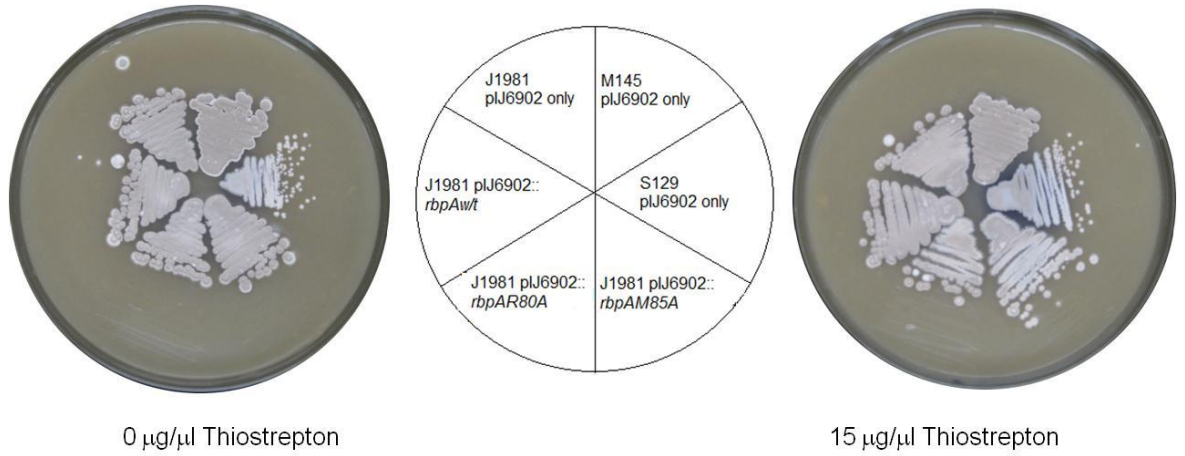 J1981
pIJ6902 only
M145
pIJ6902 only
J1981 pIJ6902::
rbpAw/t
S129
pIJ6902 only
J1981 pIJ6902::
rbpAR80A
J1981 pIJ6902::
rbpAM85A
0 μg/μl Thiostrepton
15 μg/μl Thiostrepton